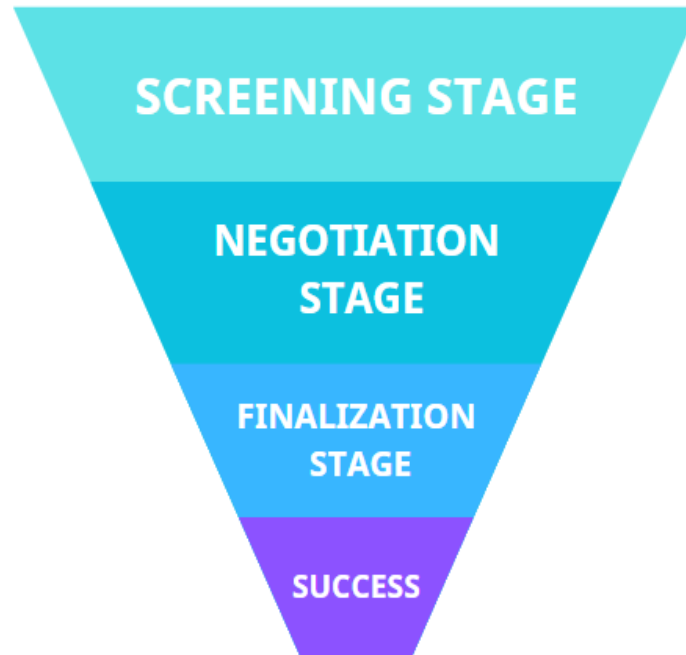 SCREENING STAGE
NEGOTIATION
STAGE
FINALIZATION
STAGE
SUCCESS